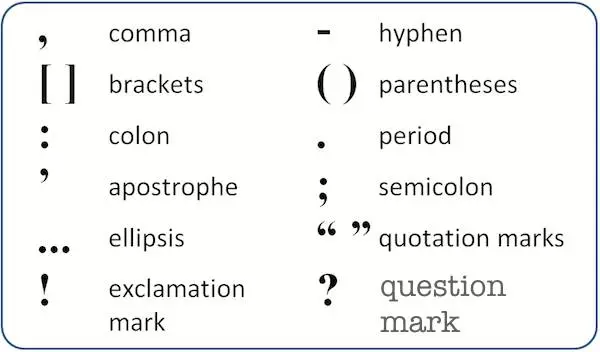 , comma - hyphen
[ ] brackets ( ) parentheses
: colon . period
’ apostrophe ; semicolon
... ellipsis “ ” quotation marks
! exclamation ? question
mark mark